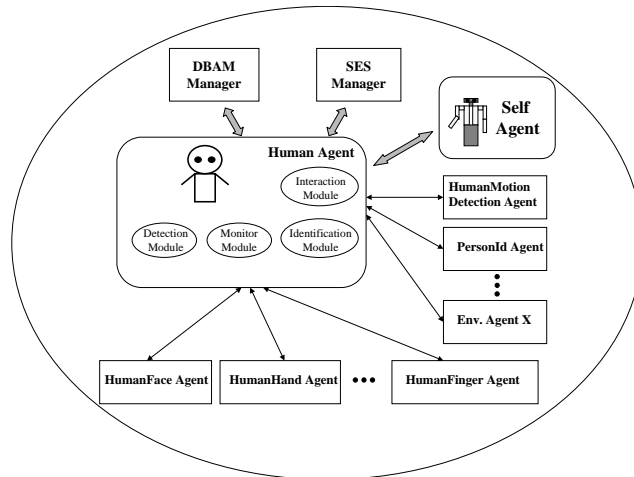 DBAM
Manager
SES
Manager
Self
Agent
Human Agent
Interaction
Module
Detection
Module
Monitor
Module
Identification
Module
HumanMotion
Detection Agent
PersonId Agent
Env. Agent X
HumanFace Agent
HumanHand Agent
HumanFinger Agent